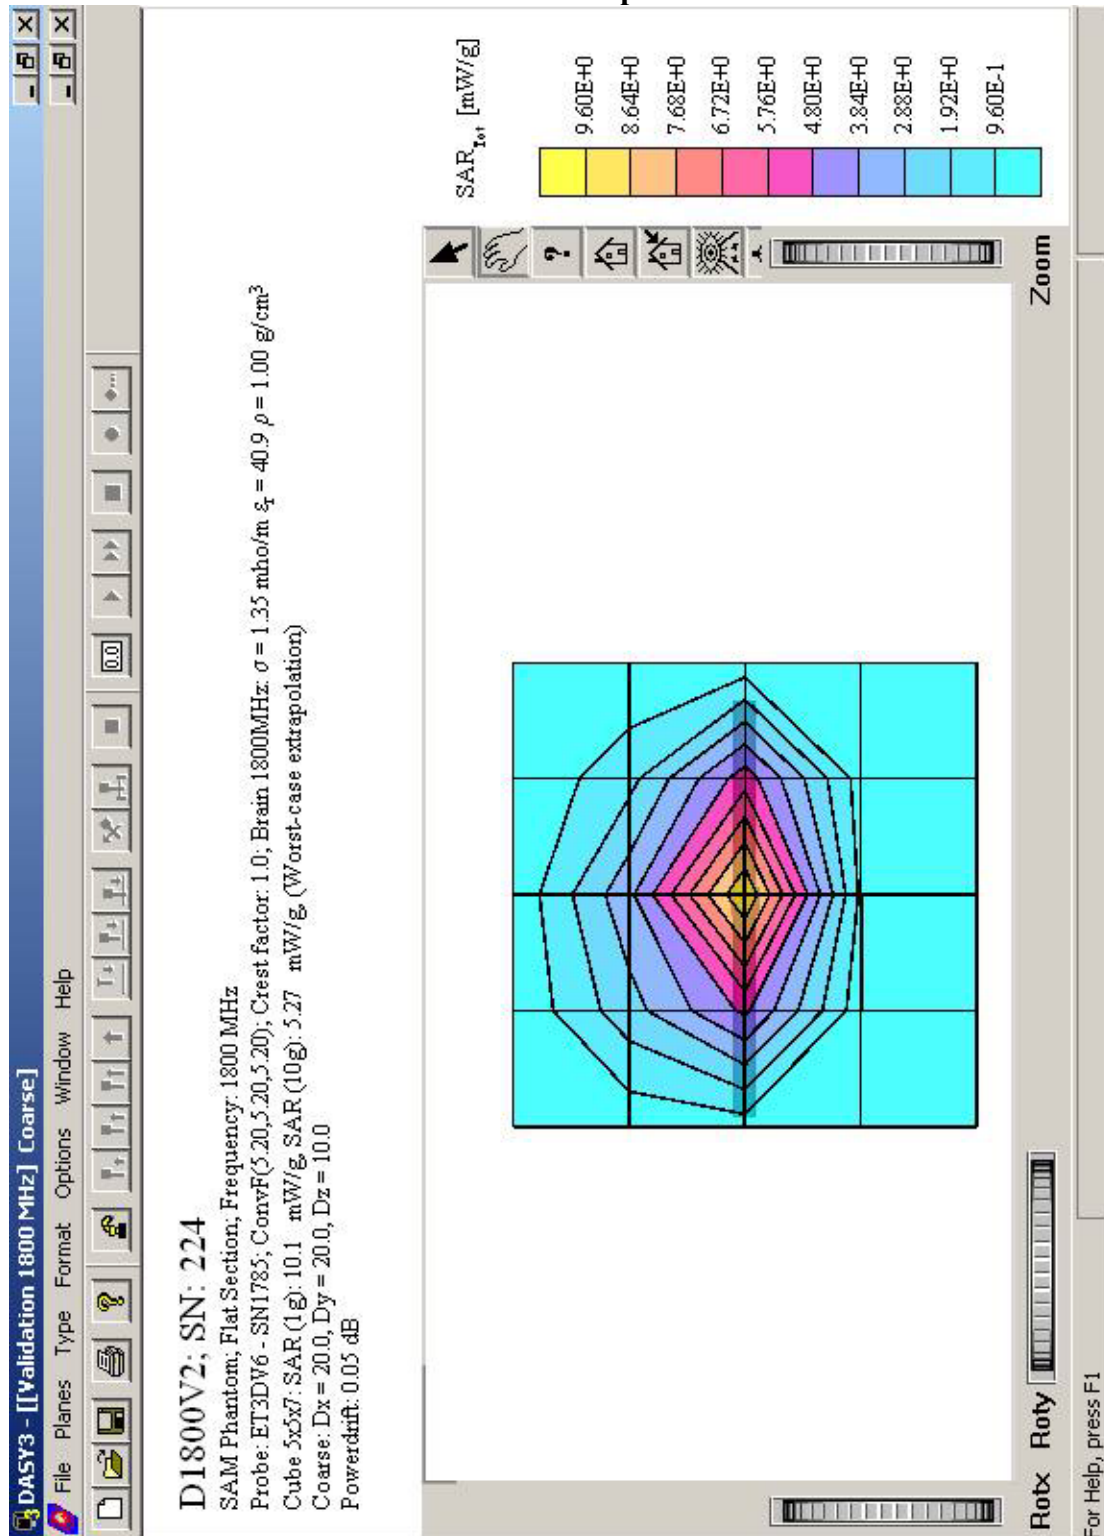 DASY3 - [[Validation 1800 MHz] Coarse]
File Planes Type Format Options Window Help
0.0
D1800V2; SN: 224
SAM Phantom; Flat Section; Frequency: 1800 MHz
Probe: ET3DV6 - SN1785; ConvF(5.20,5.20,5.20); Crest factor: 1.0; Brain 1800MHz: σ = 1.35 mho/m εr = 40.9 ρ = 1.00 g/cm³
Cube 5x5x7: SAR (1g): 10.1 mW/g, SAR (10g): 5.27 mW/g, (Worst-case extrapolation)
Coarse: Dx = 20.0, Dy = 20.0, Dz = 10.0
Powerdrift: 0.05 dB
SARTot [mW/g]
9.60E+0
8.64E+0
7.68E+0
6.72E+0
5.76E+0
4.80E+0
3.84E+0
2.88E+0
1.92E+0
9.60E-1
Rotx Roty Zoom
For Help, press F1